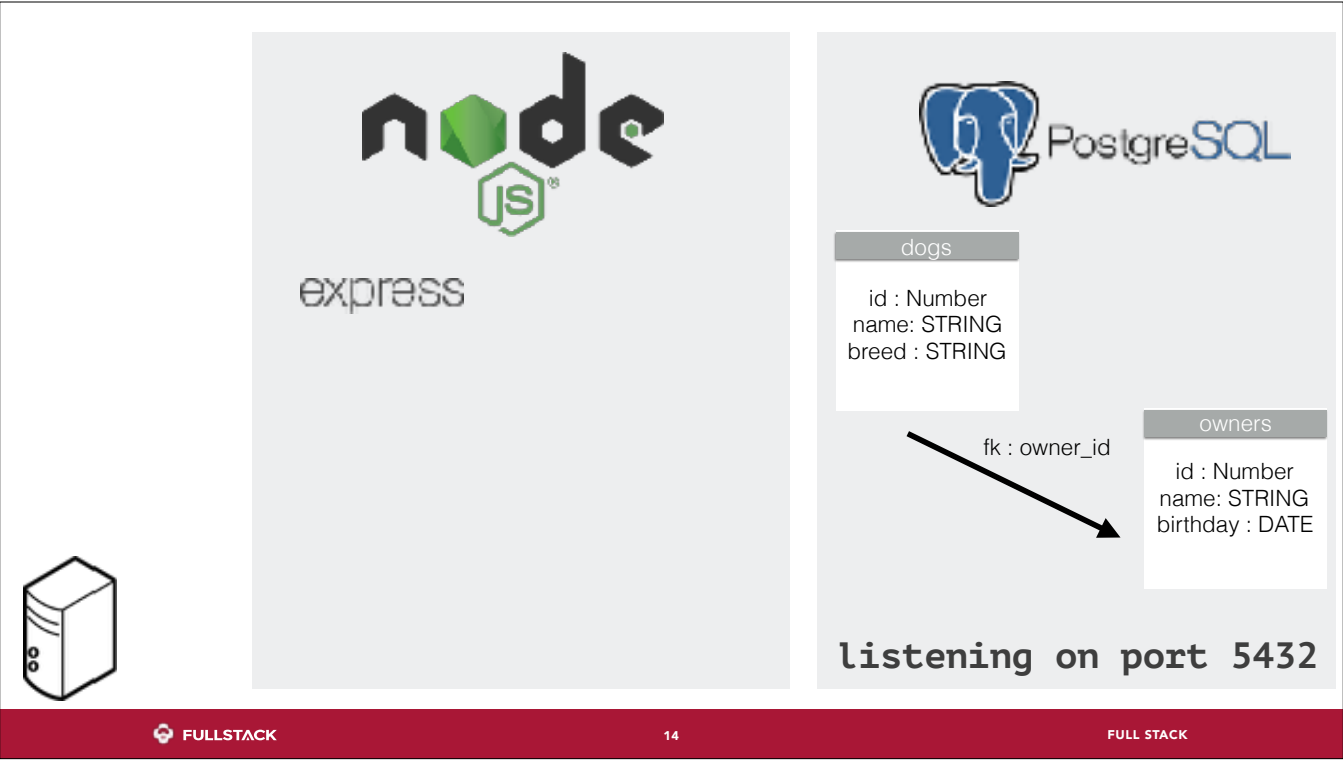 node
JS®
express
PostgreSQL
dogs
id : Number
name: STRING
breed : STRING
fk : owner_id
owners
id : Number
name: STRING
birthday : DATE
listening on port 5432
FULLSTACK
14
FULL STACK